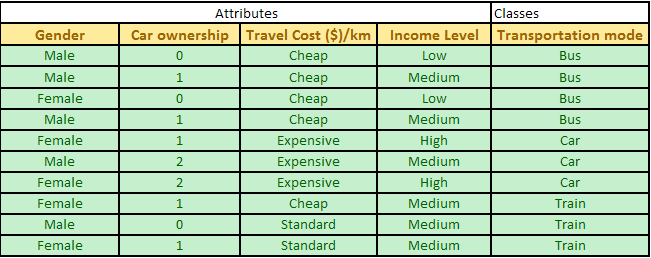 Attributes Classes
Gender Car ownership Travel Cost ($)/km Income Level Transportation mode
Male 0 Cheap Low Bus
Male 1 Cheap Medium Bus
Female 0 Cheap Low Bus
Male 1 Cheap Medium Bus
Female 1 Expensive High Car
Male 2 Expensive Medium Car
Female 2 Expensive High Car
Female 1 Cheap Medium Train
Male 0 Standard Medium Train
Female 1 Standard Medium Train